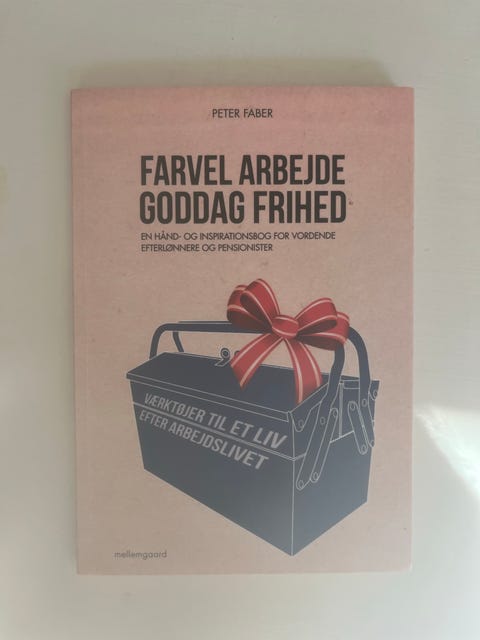 PETER FABER
FARVEL ARBEJDE
GODDAG FRIHED
EN HÅND- OG INSPIRATIONSBOG FOR VORDENDE
EFTERLØNNERE OG PENSIONISTER
VÆRKTØJER TIL ET LIV
EFTER ARBEJDSLIVET
mellemgaard